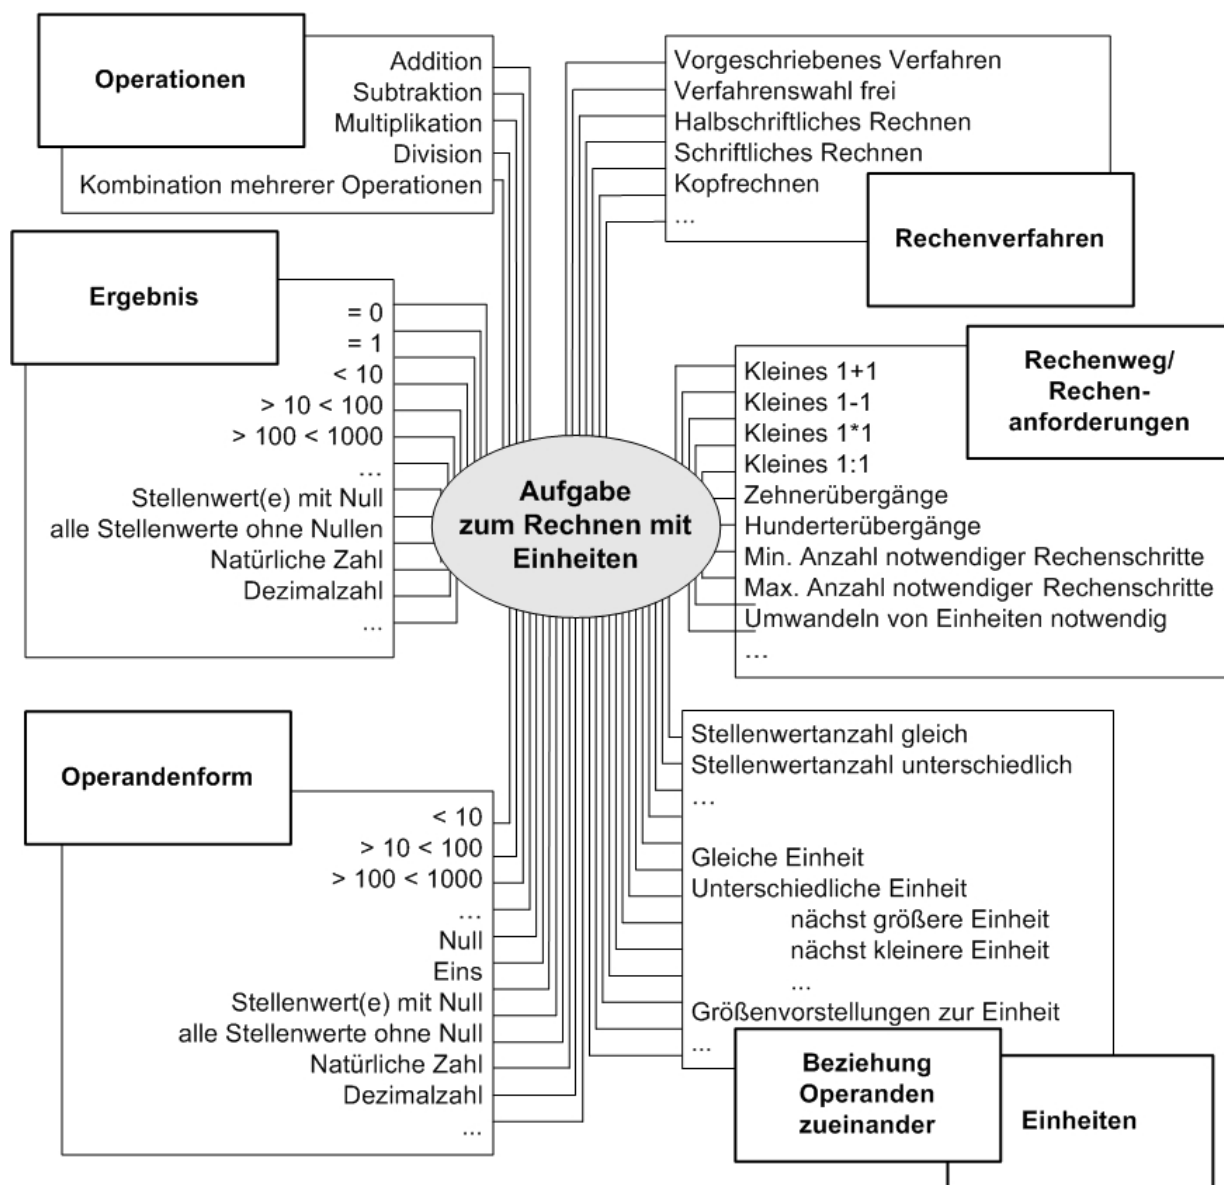 Operationen
Addition
Subtraktion
Multiplikation
Division
Kombination mehrerer Operationen
Vorgeschriebenes Verfahren
Verfahrenswahl frei
Halbschriftliches Rechnen
Schriftliches Rechnen
Kopfrechnen
...
Rechenverfahren
Ergebnis
= 0
= 1
< 10
> 10 < 100
> 100 < 1000
...
Stellenwert(e) mit Null
alle Stellenwerte ohne Nullen
Natürliche Zahl
Dezimalzahl
...
Rechenweg/
Rechen-
anforderungen
Kleines 1+1
Kleines 1-1
Kleines 1*1
Kleines 1:1
Zehnerübergänge
Hunderterübergänge
Min. Anzahl notwendiger Rechenschritte
Max. Anzahl notwendiger Rechenschritte
Umwandeln von Einheiten notwendig
...
Aufgabe
zum Rechnen mit
Einheiten
Operandenform
< 10
> 10 < 100
> 100 < 1000
...
Null
Eins
Stellenwert(e) mit Null
alle Stellenwerte ohne Null
Natürliche Zahl
Dezimalzahl
...
Stellenwertanzahl gleich
Stellenwertanzahl unterschiedlich
...
Gleiche Einheit
Unterschiedliche Einheit
nächst größere Einheit
nächst kleinere Einheit
...
Größenvorstellungen zur Einheit
...
Beziehung
Operanden
zueinander
Einheiten